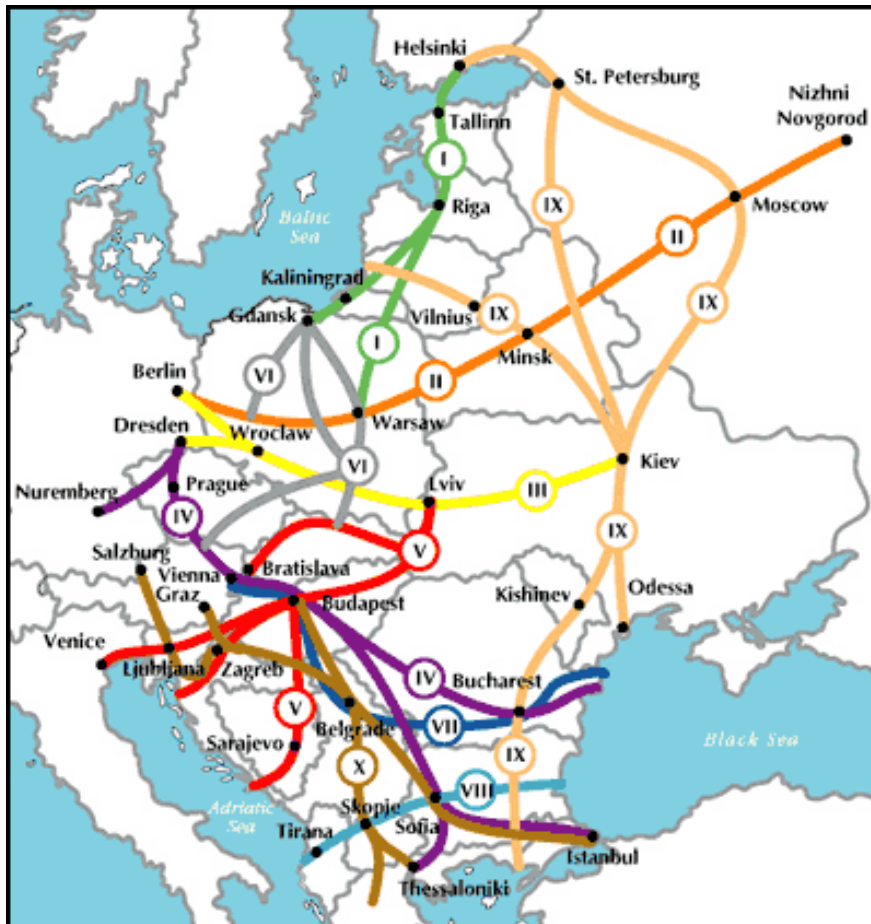 Helsinki
St. Petersburg
Nizhni
Novgorod
Tallinn
I
Riga
IX
Moscow
Baltic
Sea
II
Kaliningrad
Gdansk
Vilnius
IX
IX
Minsk
I
VI
II
Berlin
Warsaw
Dresden
Wroclaw
VI
Kiev
Prague
Lviv
III
Nuremberg
IV
IX
V
Salzburg
Vienna
Bratislava
Graz
Budapest
Kishinev
Odessa
Venice
Ljubljana
Zagreb
IV
Bucharest
V
Belgrade
VII
Sarajevo
IX
Black Sea
X
VIII
Adriatic
Sea
Skopje
Tirana
Sofia
Istanbul
Thessaloniki